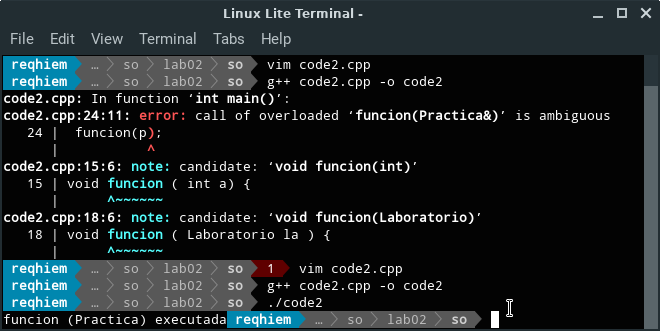 Linux Lite Terminal -
File Edit View Terminal Tabs Help
reqhiem … so lab02 so vim code2.cpp
reqhiem … so lab02 so g++ code2.cpp -o code2
code2.cpp: In function ‘int main()’:
code2.cpp:24:11: error: call of overloaded ‘funcion(Practica&)’ is ambiguous
24 | funcion(p);
| ^
code2.cpp:15:6: note: candidate: ‘void funcion(int)’
15 | void funcion ( int a) {
| ^~~~~~~
code2.cpp:18:6: note: candidate: ‘void funcion(Laboratorio)’
18 | void funcion ( Laboratorio la ) {
| ^~~~~~~
reqhiem … so lab02 so 1 vim code2.cpp
reqhiem … so lab02 so g++ code2.cpp -o code2
reqhiem … so lab02 so ./code2
funcion (Practica) executada reqhiem … so lab02 so